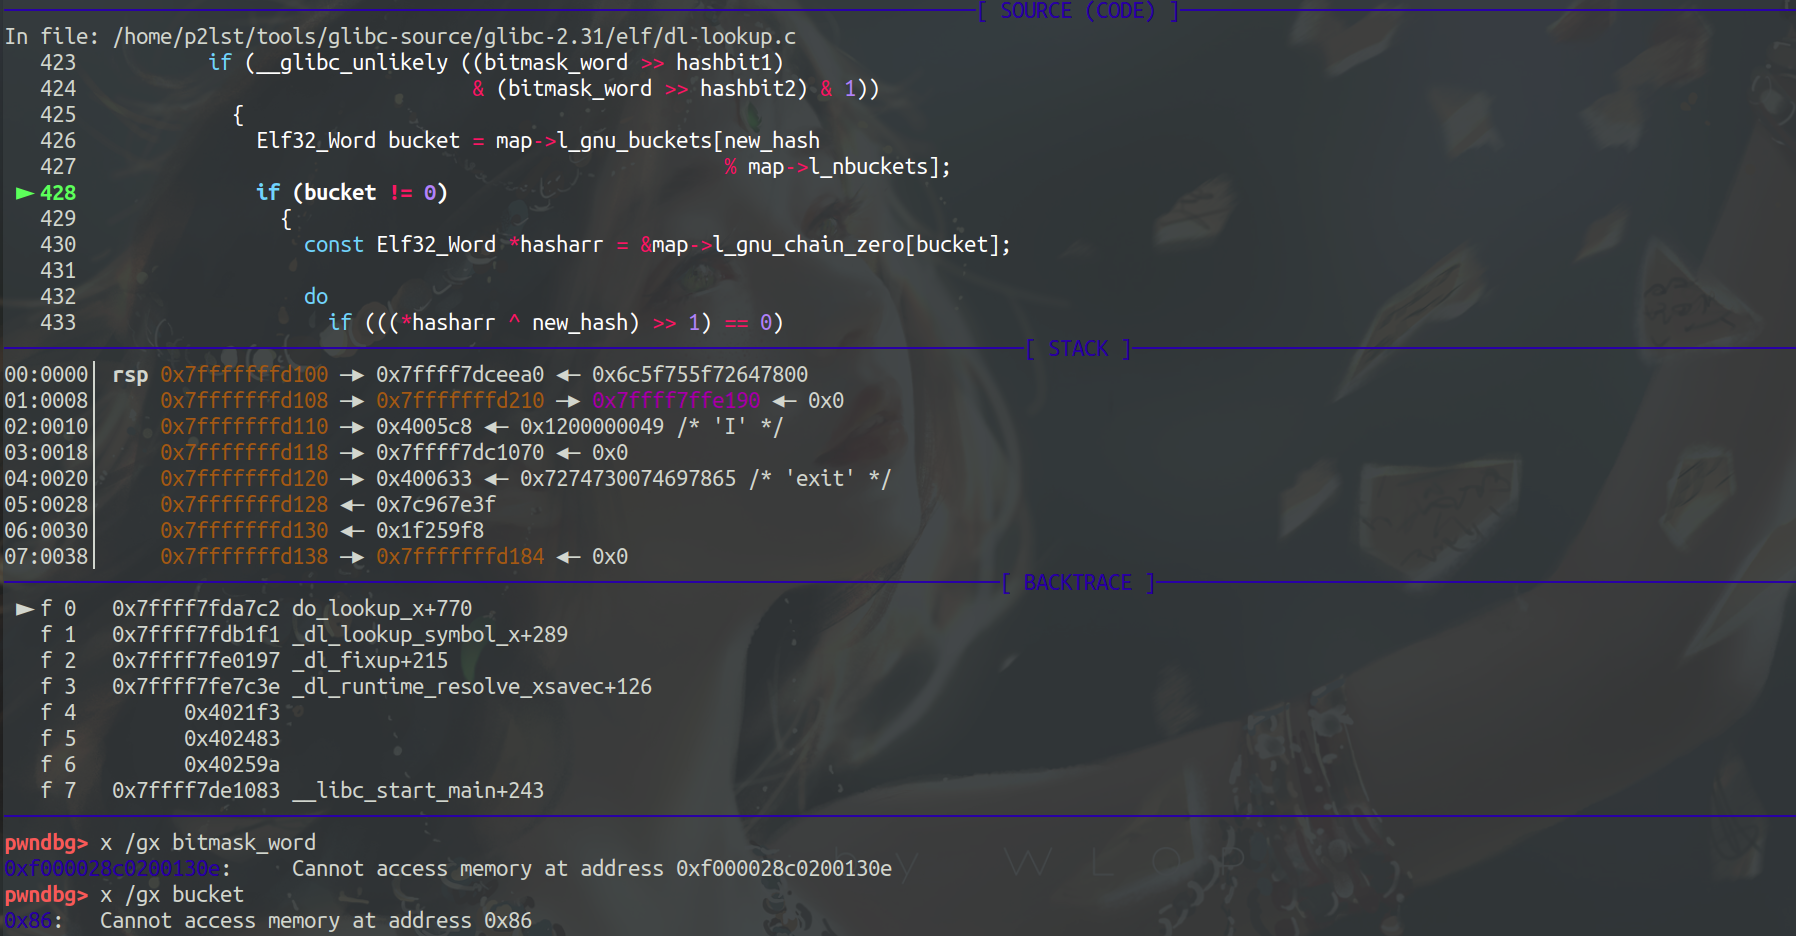 [ SOURCE (CODE) ]
In file: /home/p2lst/tools/glibc-source/glibc-2.31/elf/dl-lookup.c
423 if (__glibc_unlikely ((bitmask_word >> hashbit1)
424 & (bitmask_word >> hashbit2) & 1))
425 {
426 Elf32_Word bucket = map->l_gnu_buckets[new_hash
427 % map->l_nbuckets];
► 428 if (bucket != 0)
429 {
430 const Elf32_Word *hasharr = &map->l_gnu_chain_zero[bucket];
431
432 do
433 if (((*hasharr ^ new_hash) >> 1) == 0)
[ STACK ]
00:0000│ rsp 0x7fffffffd100 —▸ 0x7ffff7dceea0 ◂— 0x6c5f755f72647800
01:0008│ 0x7fffffffd108 —▸ 0x7fffffffd210 —▸ 0x7ffff7ffe190 ◂— 0x0
02:0010│ 0x7fffffffd110 —▸ 0x4005c8 ◂— 0x1200000049 /* 'I' */
03:0018│ 0x7fffffffd118 —▸ 0x7ffff7dc1070 ◂— 0x0
04:0020│ 0x7fffffffd120 —▸ 0x400633 ◂— 0x7274730074697865 /* 'exit' */
05:0028│ 0x7fffffffd128 ◂— 0x7c967e3f
06:0030│ 0x7fffffffd130 ◂— 0x1f259f8
07:0038│ 0x7fffffffd138 —▸ 0x7fffffffd184 ◂— 0x0
[ BACKTRACE ]
► f 0 0x7ffff7fda7c2 do_lookup_x+770
f 1 0x7ffff7fdb1f1 _dl_lookup_symbol_x+289
f 2 0x7ffff7fe0197 _dl_fixup+215
f 3 0x7ffff7fe7c3e _dl_runtime_resolve_xsavec+126
f 4 0x4021f3
f 5 0x402483
f 6 0x40259a
f 7 0x7ffff7de1083 __libc_start_main+243
pwndbg> x /gx bitmask_word
0xf000028c0200130e: Cannot access memory at address 0xf000028c0200130e
pwndbg> x /gx bucket
0x86: Cannot access memory at address 0x86
by WLOP